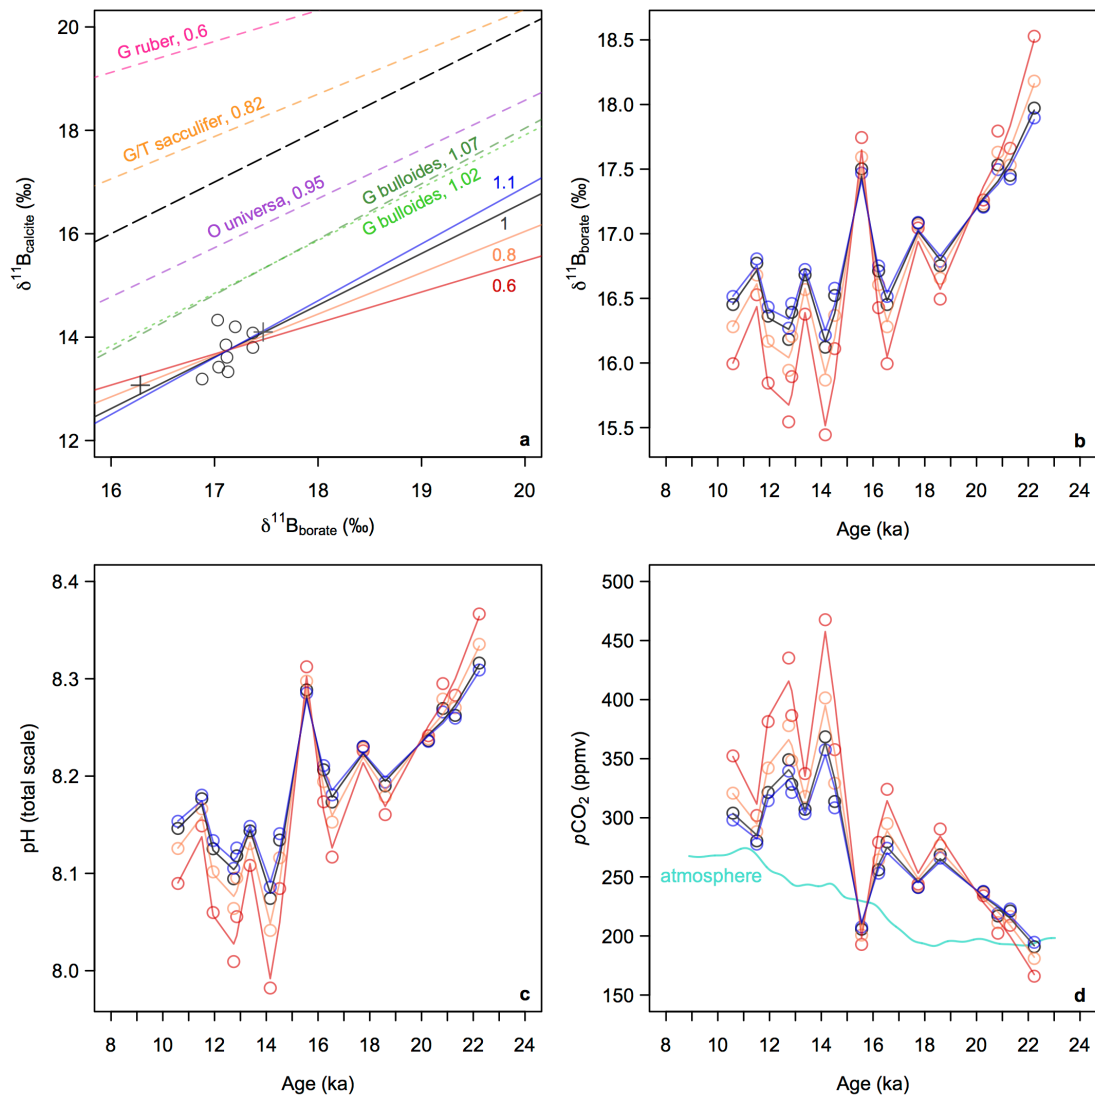 20
18
16
14
12
δ¹¹Bcalcite (‰)
G ruber, 0.6
G/T sacculifer, 0.82
O universa, 0.95
G bulloides, 1.07
G bulloides, 1.02
1.1
1
0.8
0.6
a
16 17 18 19 20
δ¹¹Bborate (‰)
18.5
18.0
17.5
17.0
16.5
16.0
15.5
δ¹¹Bborate (‰)
b
8 10 12 14 16 18 20 22 24
Age (ka)
8.4
8.3
8.2
8.1
8.0
pH (total scale)
c
8 10 12 14 16 18 20 22 24
Age (ka)
500
450
400
350
300
250
200
150
pCO₂ (ppmv)
atmosphere
d
8 10 12 14 16 18 20 22 24
Age (ka)